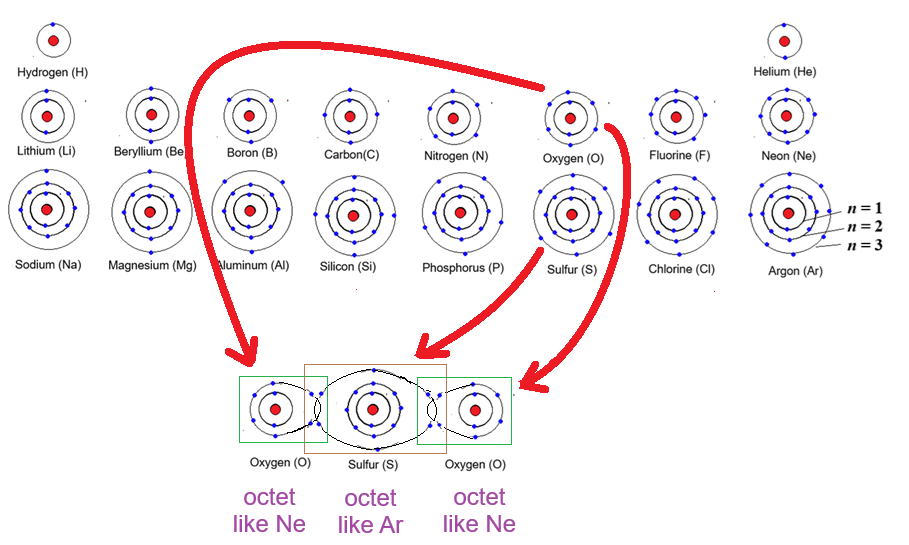 Hydrogen (H) Helium (He)
Lithium (Li) Beryllium (Be Boron (B) Carbon(C) Nitrogen (N) Oxygen (O) Fluorine (F) Neon (Ne)
n = 1
n = 2
n = 3
Sodium (Na) Magnesium (Mg) Aluminum (Al) Silicon (Si) Phosphorus (P) Sulfur (S) Chlorine (Cl) Argon (Ar)
Oxygen (O) Sulfur (S) Oxygen (O)
octet octet octet
like Ne like Ar like Ne